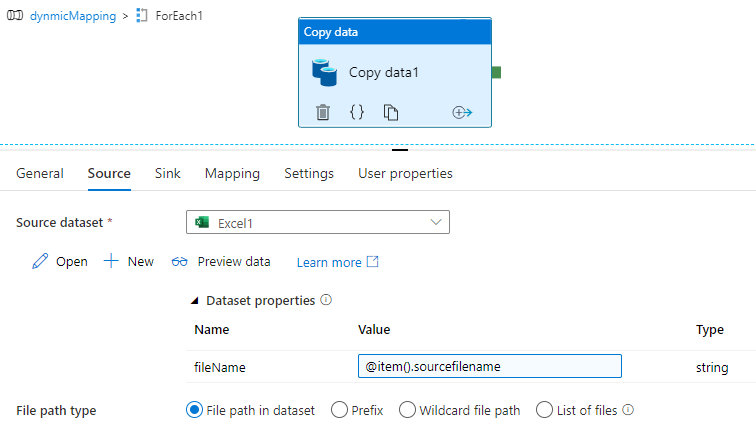 dynmicMapping > ForEach1
Copy data
Copy data1
General Source Sink Mapping Settings User properties
Source dataset * Excel1
Open New Preview data Learn more
Dataset properties
Name Value Type
fileName @item().sourcefilename string
File path type File path in dataset Prefix Wildcard file path List of files